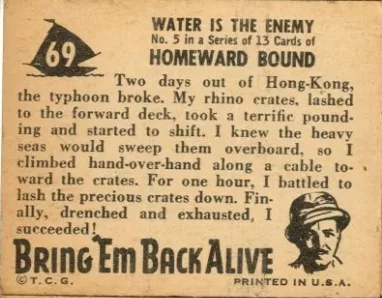 69
WATER IS THE ENEMY
No. 5 in a Series of 13 Cards of
HOMEWARD BOUND
Two days out of Hong-Kong,
the typhoon broke. My rhino crates, lashed
to the forward deck, took a terrific pound-
ing and started to shift. I knew the heavy
seas would sweep them overboard, so I
climbed hand-over-hand along a cable to-
ward the crates. For one hour, I battled to
lash the precious crates down. Fin-
ally, drenched and exhausted, I
succeeded!
BRING 'EM BACK ALIVE
© T. C. G.
PRINTED IN U.S.A.